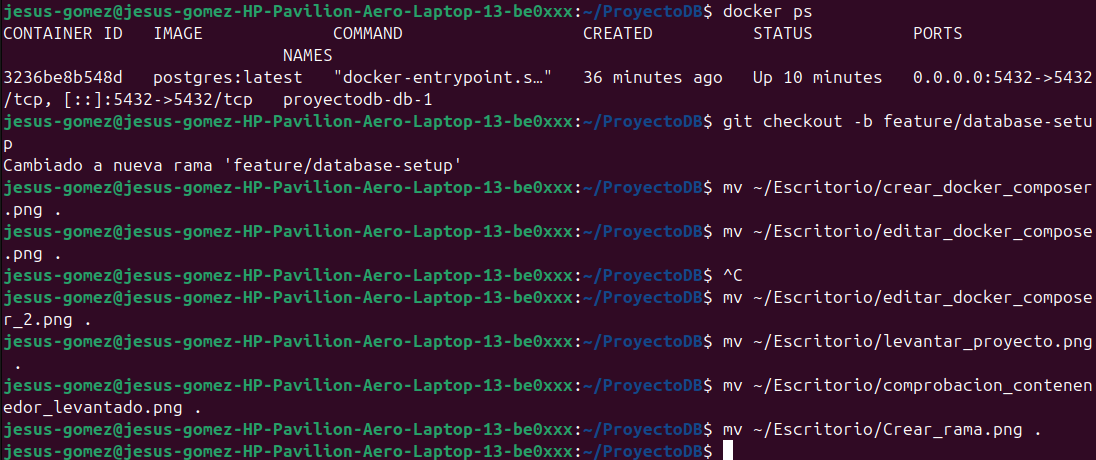 jesus-gomez@jesus-gomez-HP-Pavilion-Aero-Laptop-13-be0xxx:~/ProyectoDB$ docker ps
CONTAINER ID   IMAGE             COMMAND                  CREATED          STATUS          PORTS
                            NAMES
3236be8b548d   postgres:latest   "docker-entrypoint.s…"   36 minutes ago   Up 10 minutes   0.0.0.0:5432->5432
/tcp, [::]:5432->5432/tcp   proyectodb-db-1
jesus-gomez@jesus-gomez-HP-Pavilion-Aero-Laptop-13-be0xxx:~/ProyectoDB$ git checkout -b feature/database-setu
p
Cambiado a nueva rama 'feature/database-setup'
jesus-gomez@jesus-gomez-HP-Pavilion-Aero-Laptop-13-be0xxx:~/ProyectoDB$ mv ~/Escritorio/crear_docker_composer
.png .
jesus-gomez@jesus-gomez-HP-Pavilion-Aero-Laptop-13-be0xxx:~/ProyectoDB$ mv ~/Escritorio/editar_docker_compose
.png .
jesus-gomez@jesus-gomez-HP-Pavilion-Aero-Laptop-13-be0xxx:~/ProyectoDB$ ^C
jesus-gomez@jesus-gomez-HP-Pavilion-Aero-Laptop-13-be0xxx:~/ProyectoDB$ mv ~/Escritorio/editar_docker_compose
r_2.png .
jesus-gomez@jesus-gomez-HP-Pavilion-Aero-Laptop-13-be0xxx:~/ProyectoDB$ mv ~/Escritorio/levantar_proyecto.png
 .
jesus-gomez@jesus-gomez-HP-Pavilion-Aero-Laptop-13-be0xxx:~/ProyectoDB$ mv ~/Escritorio/comprobacion_contenen
edor_levantado.png .
jesus-gomez@jesus-gomez-HP-Pavilion-Aero-Laptop-13-be0xxx:~/ProyectoDB$ mv ~/Escritorio/Crear_rama.png .
jesus-gomez@jesus-gomez-HP-Pavilion-Aero-Laptop-13-be0xxx:~/ProyectoDB$